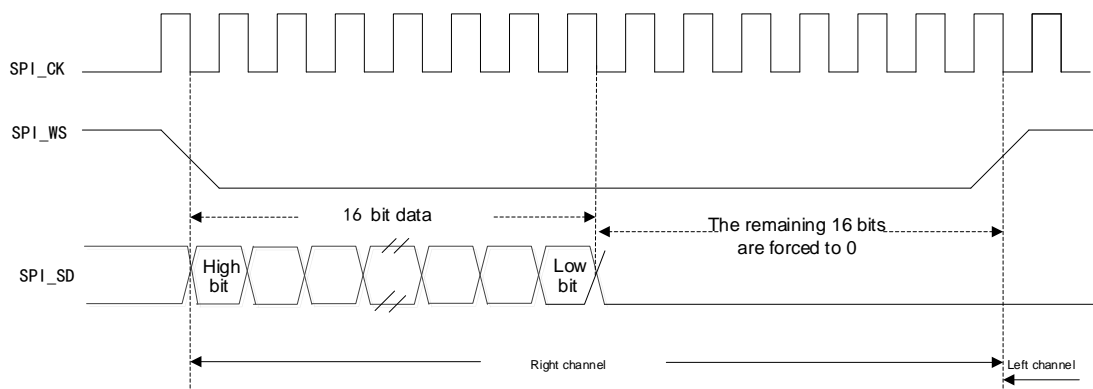 SPI_CK
SPI_WS
16 bit data
The remaining 16 bits
are forced to 0
SPI_SD
High
bit
Low
bit
Right channel
Left channel